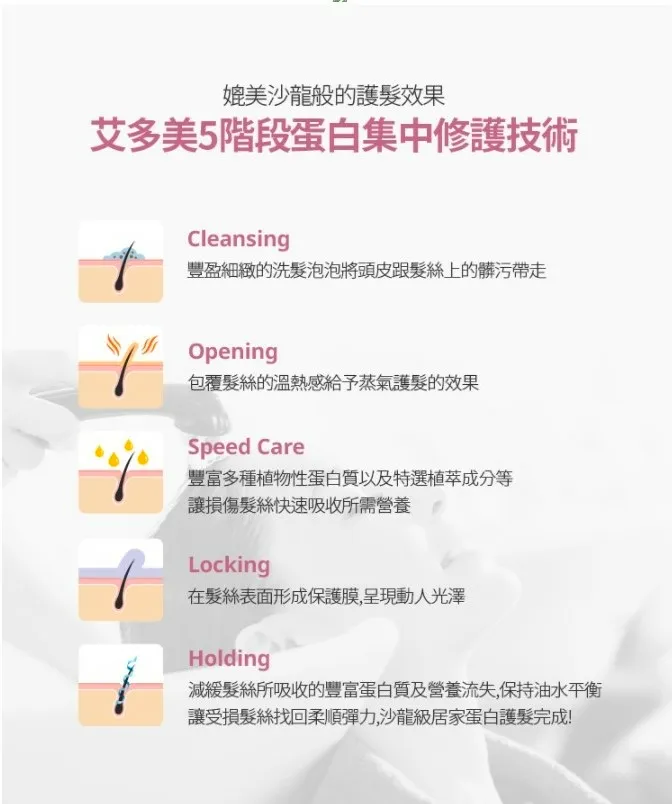 媲美沙龍般的護髮效果
艾多美5階段蛋白集中修護技術
Cleansing
豐盈細緻的洗髮泡泡將頭皮跟髮絲上的髒污帶走
Opening
包覆髮絲的溫熱感給予蒸氣護髮的效果
Speed Care
豐富多種植物性蛋白質以及特選植萃成分等
讓損傷髮絲快速吸收所需營養
Locking
在髮絲表面形成保護膜,呈現動人光澤
Holding
減緩髮絲所吸收的豐富蛋白質及營養流失,保持油水平衡
讓受損髮絲找回柔順彈力,沙龍級居家蛋白護髮完成!